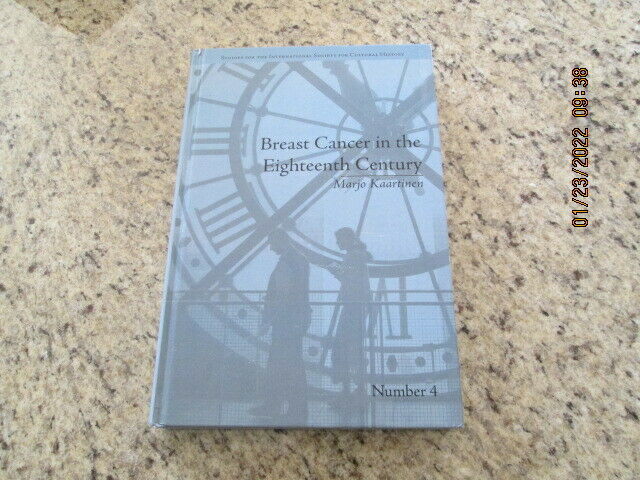 STUDIES FOR THE INTERNATIONAL SOCIETY FOR CULTURAL HISTORY
Breast Cancer in the
Eighteenth Century
Marjo Kaartinen
Number 4
01/23/2022 09:38